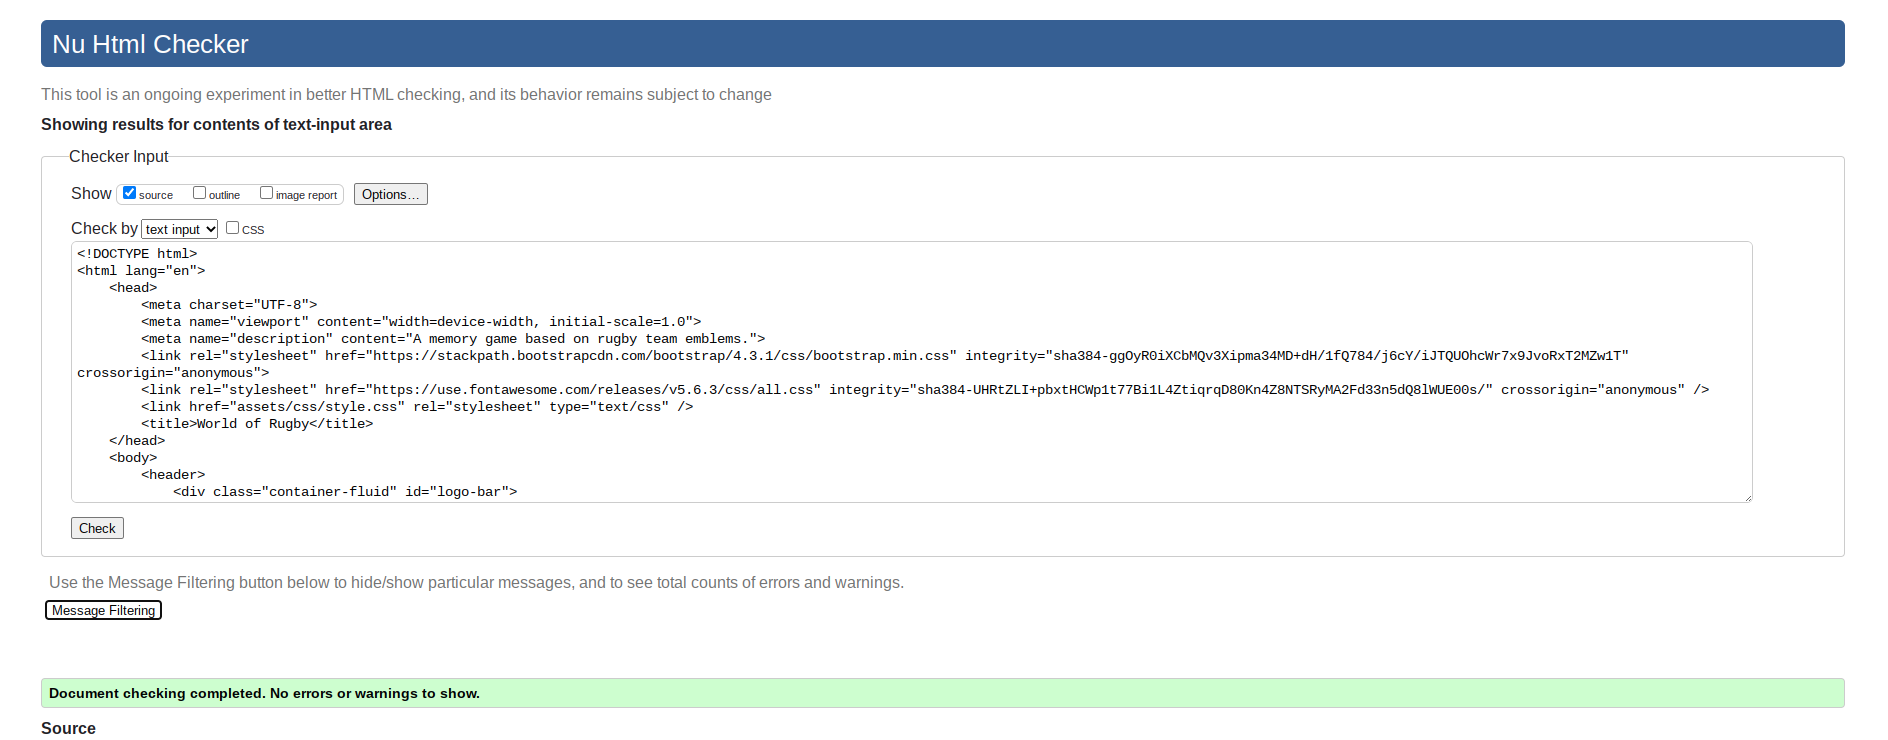 Nu Html Checker
This tool is an ongoing experiment in better HTML checking, and its behavior remains subject to change
Showing results for contents of text-input area
Checker Input
Show source outline image report Options...
Check by text input CSS
<!DOCTYPE html>
<html lang="en">
<head>
<meta charset="UTF-8">
<meta name="viewport" content="width=device-width, initial-scale=1.0">
<meta name="description" content="A memory game based on rugby team emblems.">
<link rel="stylesheet" href="https://stackpath.bootstrapcdn.com/bootstrap/4.3.1/css/bootstrap.min.css" integrity="sha384-ggOyR0iXCbMQv3Xipma34MD+dH/1fQ784/j6cY/iJTQUOhcWr7x9JvoRxT2MZw1T"
crossorigin="anonymous">
<link rel="stylesheet" href="https://use.fontawesome.com/releases/v5.6.3/css/all.css" integrity="sha384-UHRtZLI+pbxtHCWp1t77Bi1L4ZtiqrqD80Kn4Z8NTSRyMA2Fd33n5dQ8lWUE00s/" crossorigin="anonymous" />
<link href="assets/css/style.css" rel="stylesheet" type="text/css" />
<title>World of Rugby</title>
</head>
<body>
<header>
<div class="container-fluid" id="logo-bar">
Check
Use the Message Filtering button below to hide/show particular messages, and to see total counts of errors and warnings.
Message Filtering
Document checking completed. No errors or warnings to show.
Source